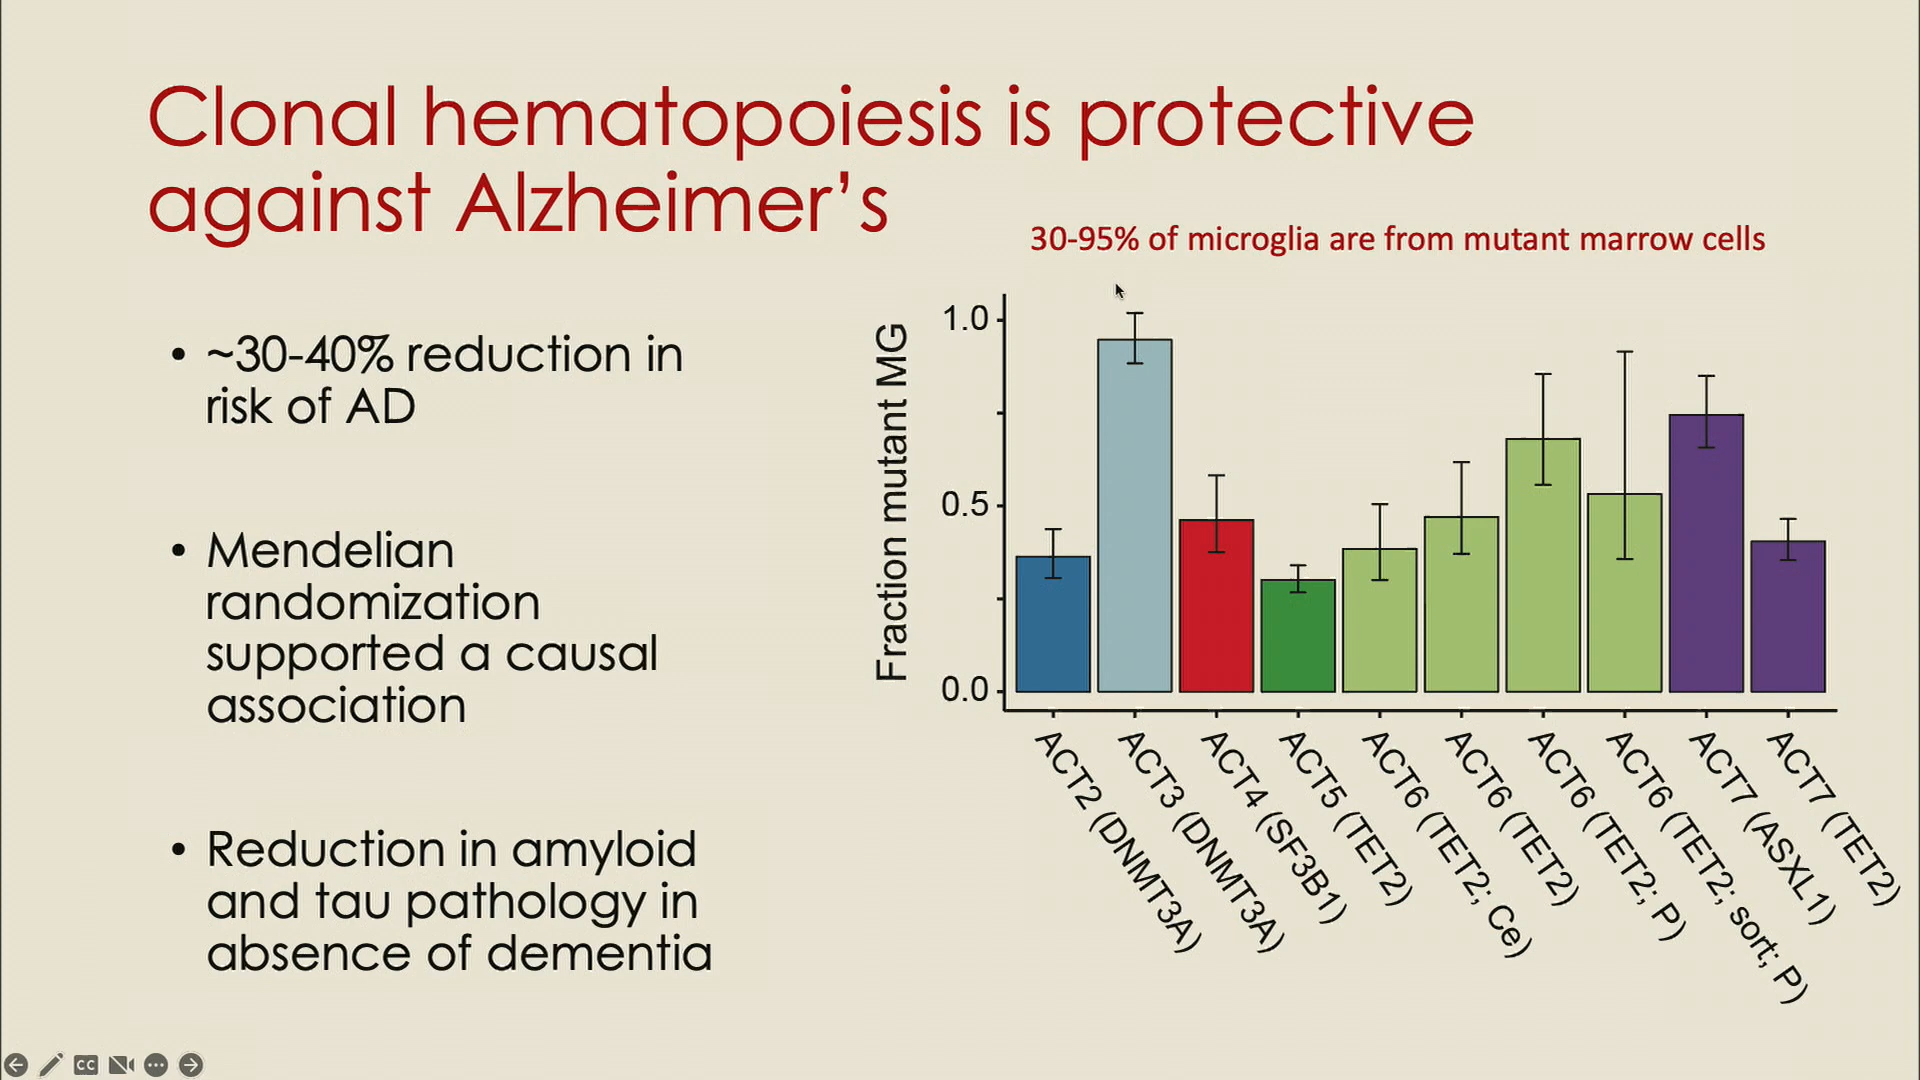 Clonal hematopoiesis is protective
against Alzheimer’s
30-95% of microglia are from mutant marrow cells
• ~30-40% reduction in
risk of AD
• Mendelian
randomization
supported a causal
association
• Reduction in amyloid
and tau pathology in
absence of dementia
Fraction mutant MG
1.0
0.5
0.0
ACT2 (DNMT3A)
ACT3 (DNMT3A)
ACT4 (SF3B1)
ACT5 (TET2)
ACT6 (TET2; Ce)
ACT6 (TET2)
ACT6 (TET2; P)
ACT6 (TET2; sort; P)
ACT7 (ASXL1)
ACT7 (TET2)
CC